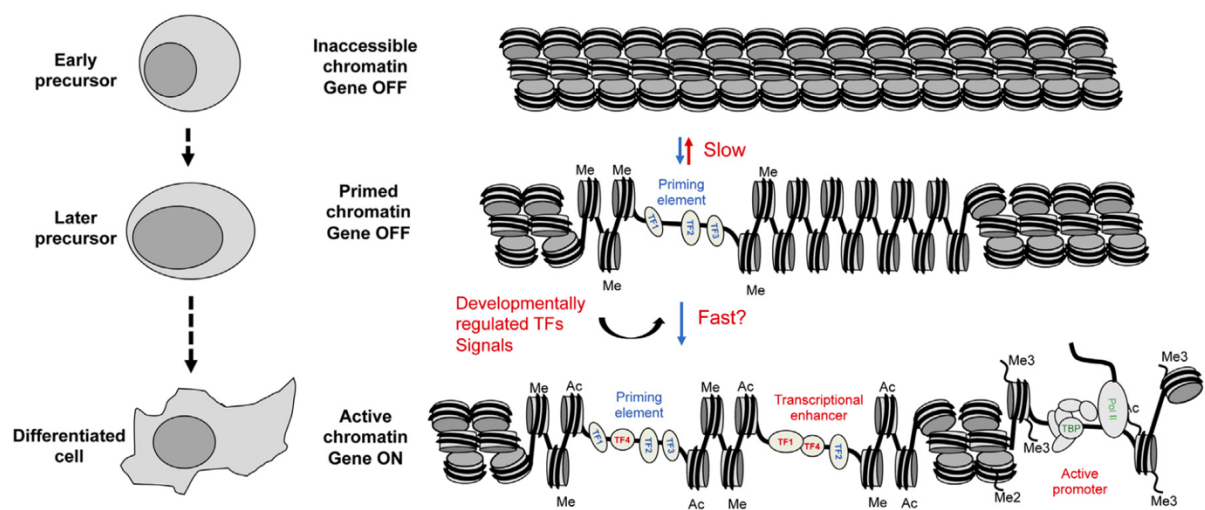 Early
precursor
Inaccessible
chromatin
Gene OFF
Slow
Later
precursor
Primed
chromatin
Gene OFF
Me
Me
Me
Priming
element
TF1
TF2
TF3
Me
Me
Developmentally
regulated TFs
Signals
Fast?
Differentiated
cell
Active
chromatin
Gene ON
Me
Ac
Me
Ac
Ac
Priming
element
TF1
TF4
TF2
TF3
Transcriptional
enhancer
TF1
TF4
TF2
Me
Ac
Me
Me
Ac
Me3
Me3
Me2
TBP
Pol II
Ac
Me3
Me3
Active
promoter